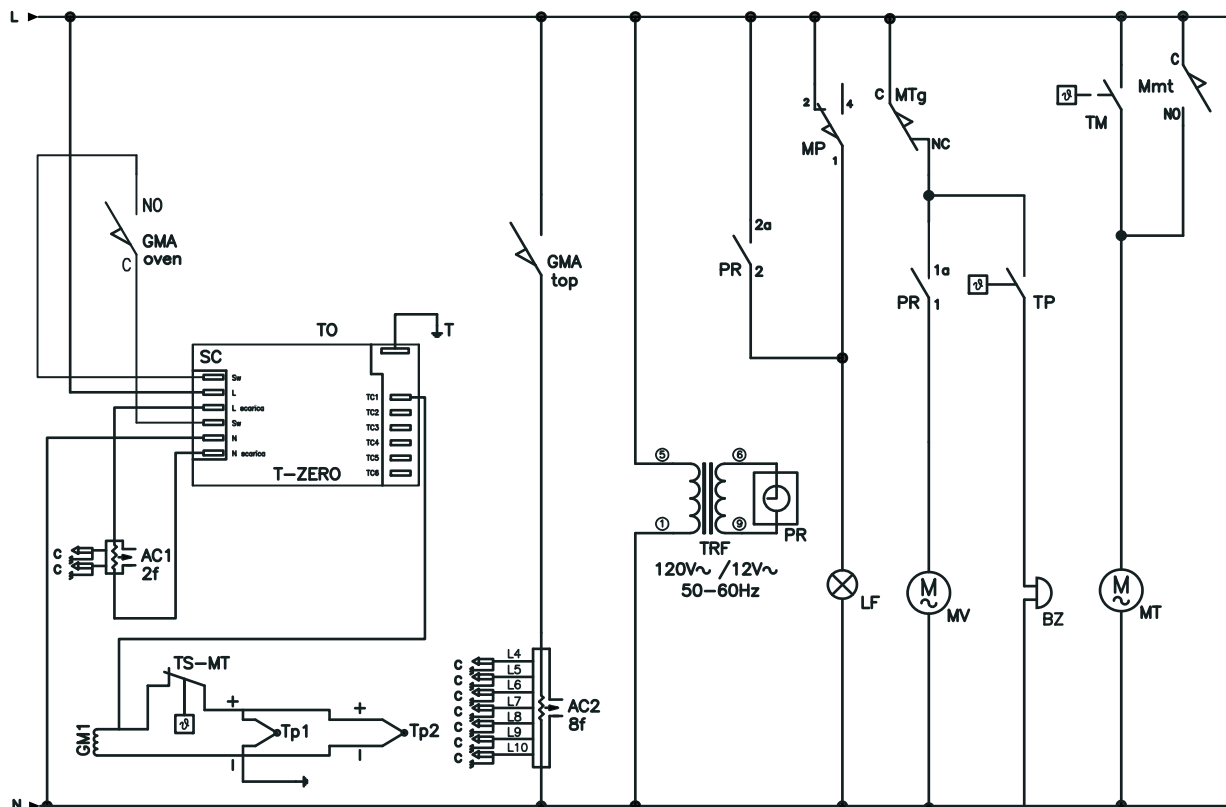 L
C
MTg
C
Mmt
NO
2
4
MP
1
NC
TM
ϑ
NO
GMA
oven
C
GMA
top
2a
PR
2
1a
PR
1
ϑ
TP
TO
T
SC
Sw
L
L scarica
Sw
N
N scarica
TC1
TC2
TC3
TC4
TC5
TC6
T-ZERO
5
6
1
9
PR
TRF
120V~ /12V~
50-60Hz
C
C
AC1
2f
LF
M
~
MV
BZ
M
~
MT
TS-MT
ϑ
GM1
+
Tp1
-
+
Tp2
-
C
C
C
C
L4
L5
L6
L7
L8
L9
L10
AC2
8f
N